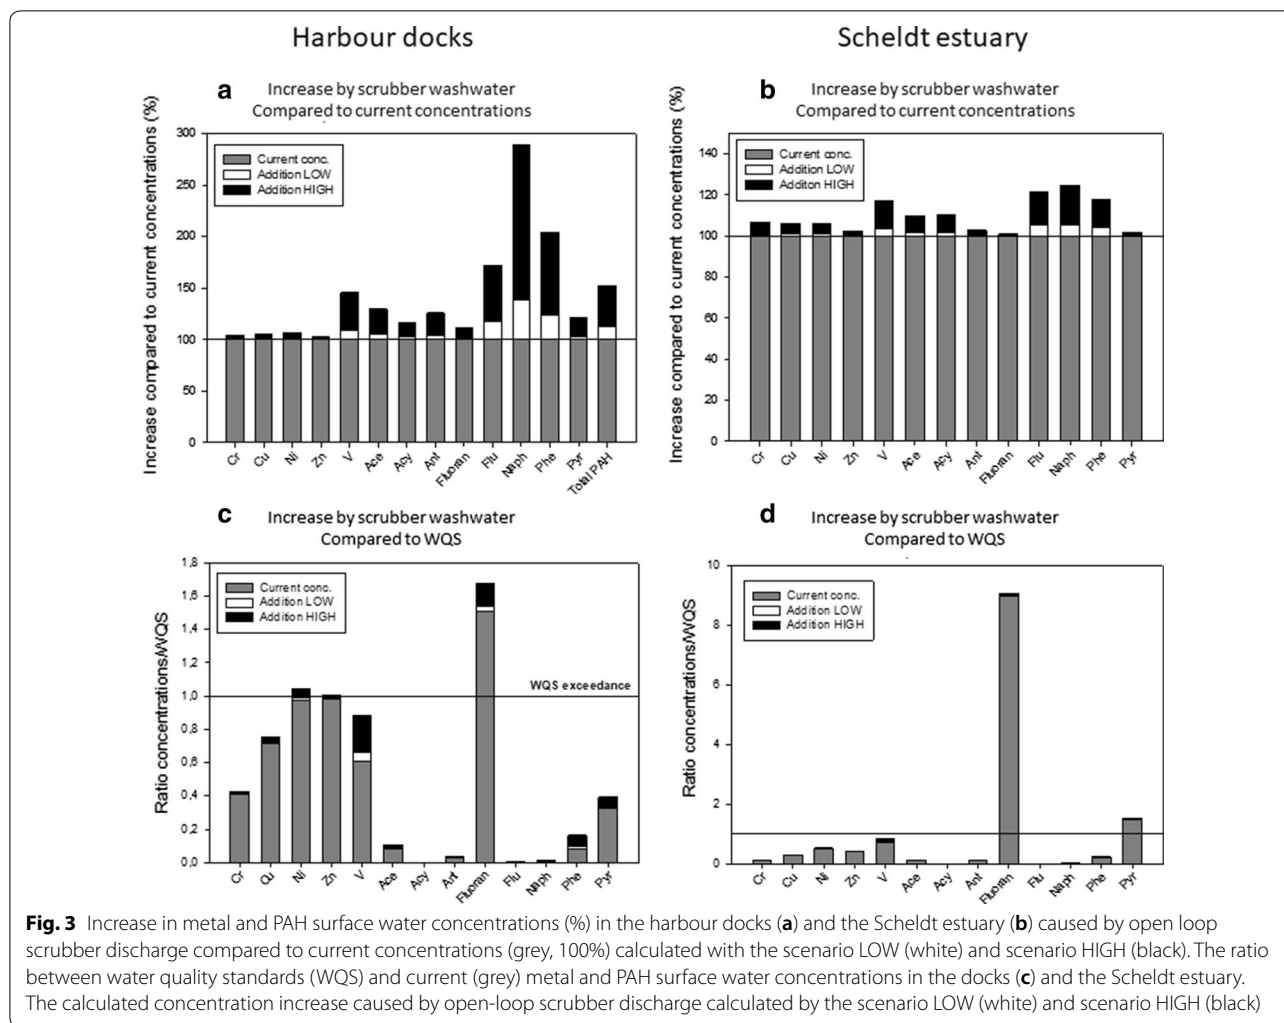 Harbour docks
Scheldt estuary
a
Increase by scrubber washwater
Compared to current concentrations
Increase compared to current concentrations (%)
300
250
200
150
100
50
0
Current conc.
Addition LOW
Addition HIGH
Cr
Cu
Ni
Zn
V
Ace
Acy
Ant
Fluoran
Flu
Naph
Phe
Pyr
Total PAH
b
Increase by scrubber washwater
Compared to current concentrations
Increase compared to current concentrations (%)
140
120
100
80
60
40
20
0
Current conc.
Addition LOW
Additon HIGH
Cr
Cu
Ni
Zn
V
Ace
Acy
Ant
Fluoran
Flu
Naph
Phe
Pyr
c
Increase by scrubber washwater
Compared to WQS
Ratio concentrations/WQS
1,8
1,6
1,4
1,2
1,0
0,8
0,6
0,4
0,2
0,0
Current conc.
Addition LOW
Addition HIGH
WQS exceedance
Cr
Cu
Ni
Zn
V
Ace
Acy
Ant
Fluoran
Flu
Naph
Phe
Pyr
d
Increase by scrubber washwater
Compared to WQS
Ratio concentrations/WQS
10
8
6
4
2
0
Current conc.
Addition LOW
Addition HIGH
Cr
Cu
Ni
Zn
V
Ace
Acy
Ant
Fluoran
Flu
Naph
Phe
Pyr
Fig. 3 Increase in metal and PAH surface water concentrations (%) in the harbour docks (a) and the Scheldt estuary (b) caused by open loop
scrubber discharge compared to current concentrations (grey, 100%) calculated with the scenario LOW (white) and scenario HIGH (black). The ratio
between water quality standards (WQS) and current (grey) metal and PAH surface water concentrations in the docks (c) and the Scheldt estuary.
The calculated concentration increase caused by open-loop scrubber discharge calculated by the scenario LOW (white) and scenario HIGH (black)